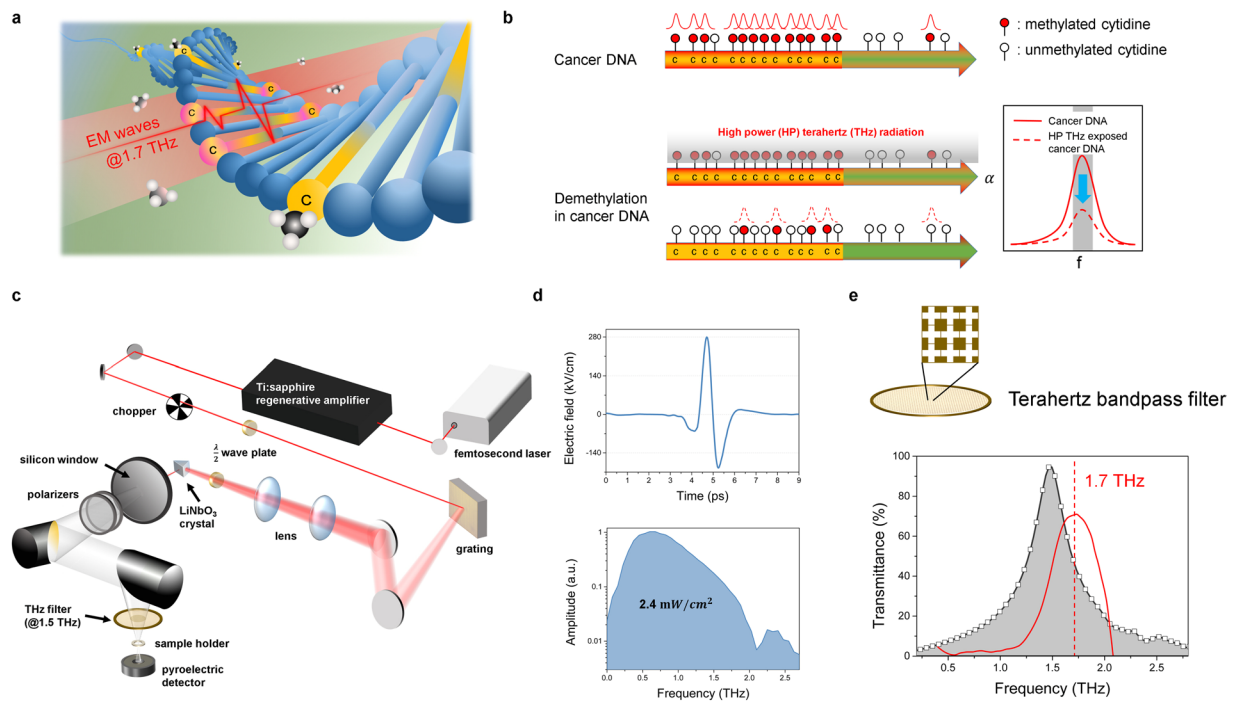 a
EM waves
@1.7 THz
C
C
C
C
C
C
b
Cancer DNA
C C C C C C C C C C C C C C
: methylated cytidine
: unmethylated cytidine
High power (HP) terahertz (THz) radiation
C C C C C C C C C C C C C C
Demethylation
in cancer DNA
C C C C C C C C C C C C C C
α
Cancer DNA
HP THz exposed
cancer DNA
f
c
Ti:sapphire
regenerative amplifier
chopper
femtosecond laser
λ/2 wave plate
silicon window
polarizers
LiNbO3
crystal
lens
grating
THz filter
(@1.5 THz)
sample holder
pyroelectric
detector
d
Electric field (kV/cm)
280
140
0
-140
0 1 2 3 4 5 6 7 8 9
Time (ps)
Amplitude (a.u.)
1
0.1
0.01
2.4 mW/cm²
0.0 0.5 1.0 1.5 2.0 2.5
Frequency (THz)
e
Terahertz bandpass filter
Transmittance (%)
100
80
60
40
20
0
1.7 THz
0.5 1.0 1.5 2.0 2.5
Frequency (THz)